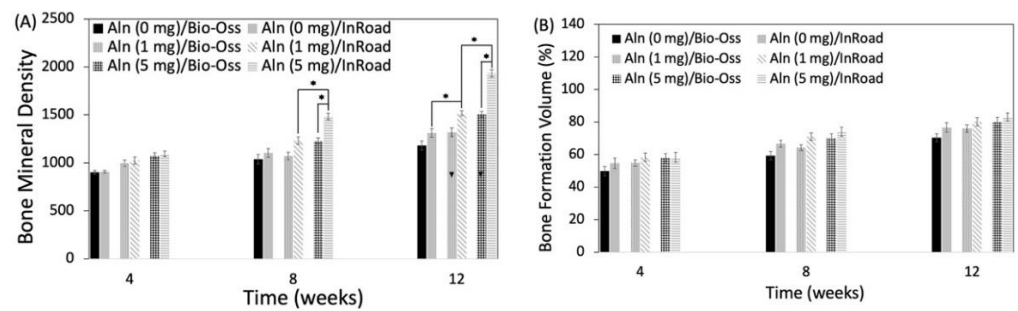 (A)
2500
2000
1500
1000
500
0
Bone Mineral Density
Aln (0 mg)/Bio-Oss Aln (0 mg)/InRoad
Aln (1 mg)/Bio-Oss Aln (1 mg)/InRoad
Aln (5 mg)/Bio-Oss Aln (5 mg)/InRoad
* * * * *
4 8 12
Time (weeks)
(B)
140
120
100
80
60
40
20
0
Bone Formation Volume (%)
Aln (0 mg)/Bio-Oss Aln (0 mg)/InRoad
Aln (1 mg)/Bio-Oss Aln (1 mg)/InRoad
Aln (5 mg)/Bio-Oss Aln (5 mg)/InRoad
4 8 12
Time (weeks)